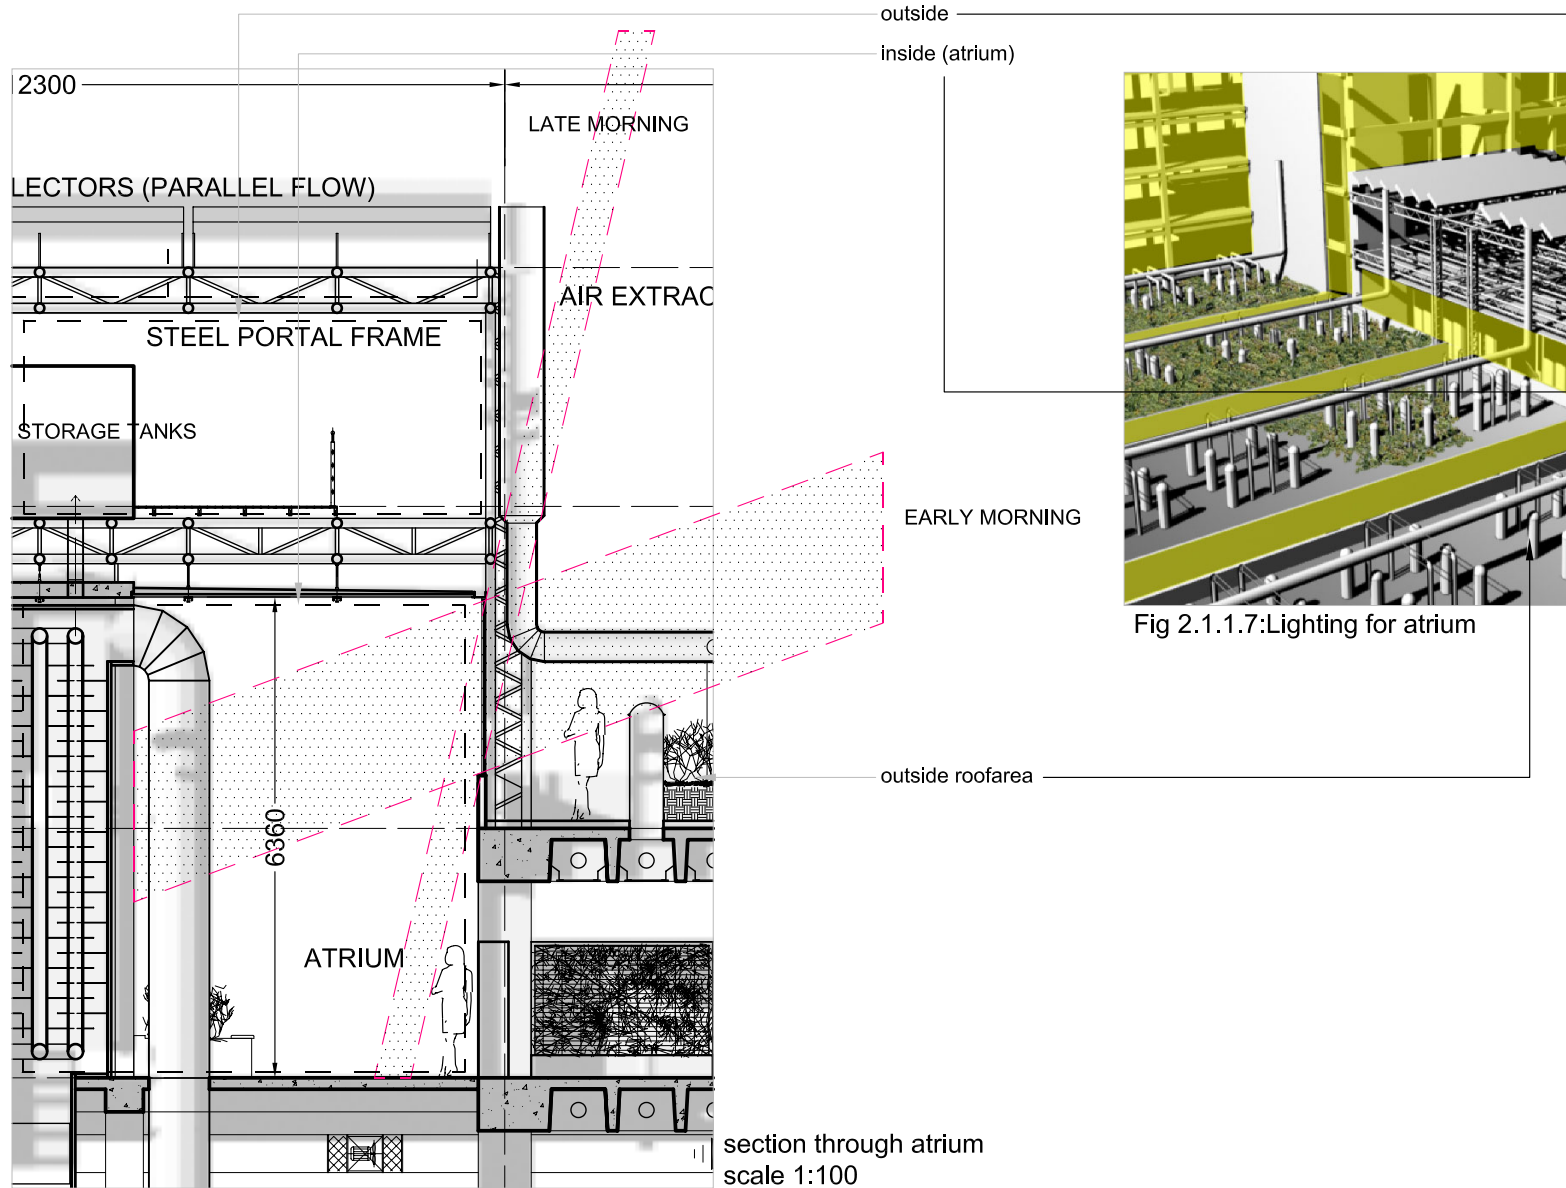 outside
inside (atrium)
2300
LATE MORNING
LECTORS (PARALLEL FLOW)
AIR EXTRAC
STEEL PORTAL FRAME
STORAGE TANKS
EARLY MORNING
Fig 2.1.1.7:Lighting for atrium
outside roofarea
6360
ATRIUM
section through atrium
scale 1:100